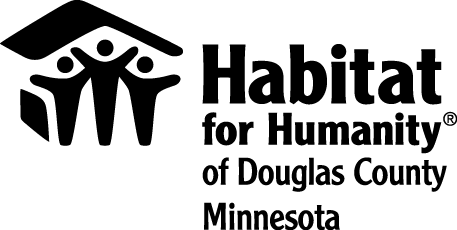 Habitat
for Humanity®
of Douglas County
Minnesota